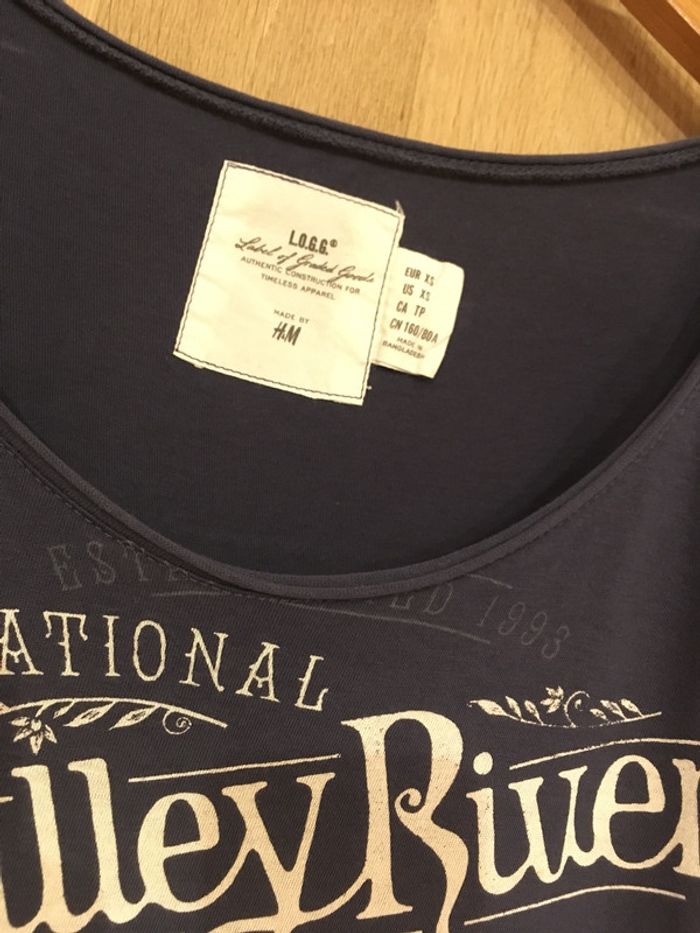 L.O.G.G.®
Label of Graded Goods
AUTHENTIC CONSTRUCTION FOR
TIMELESS APPAREL
MADE BY
H&M
EUR XS
US XS
CA TP
CN 160/80A
MADE IN
BANGLADESH
1993
ATIONAL
lley River